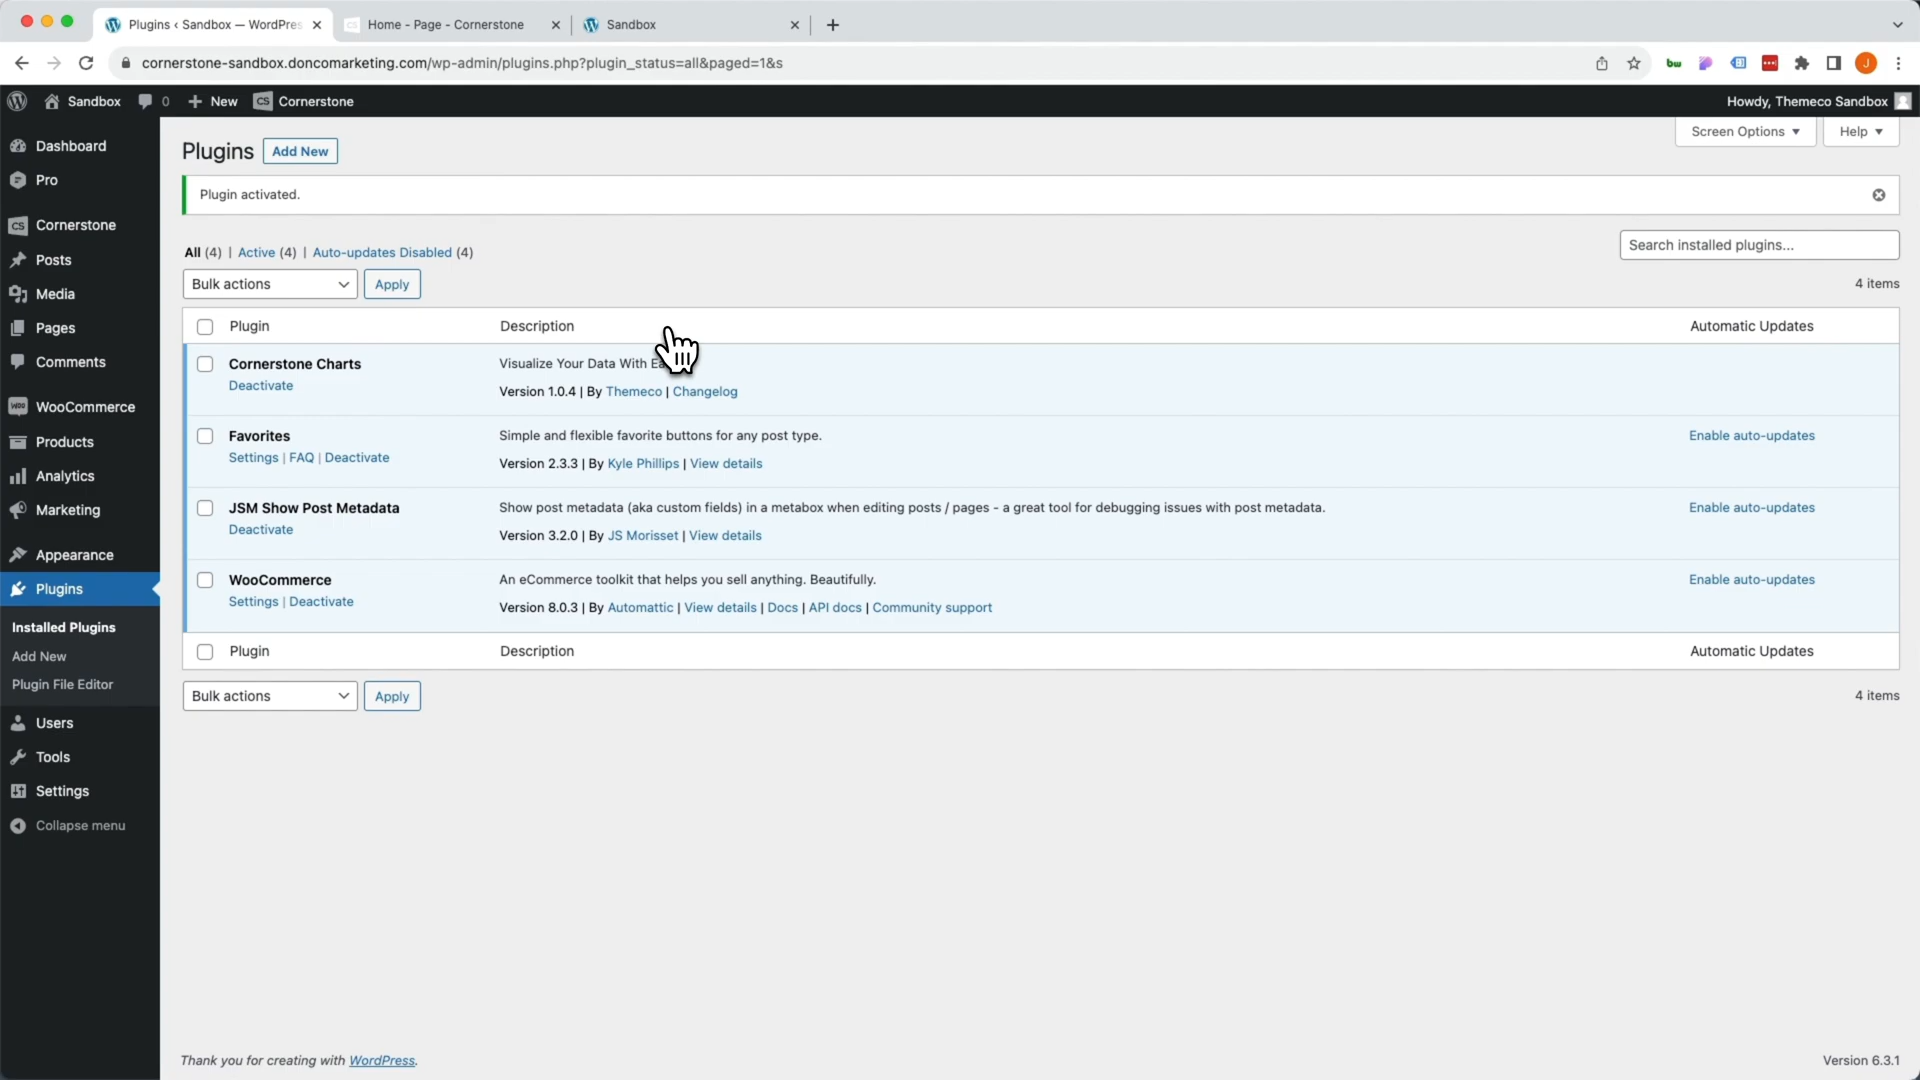 Plugins ‹ Sandbox — WordPres
Home - Page - Cornerstone
Sandbox
cornerstone-sandbox.doncomarketing.com/wp-admin/plugins.php?plugin_status=all&paged=1&s
bw
J
Sandbox
0
New
CS Cornerstone
Howdy, Themeco Sandbox
Dashboard
Pro
CS Cornerstone
Posts
Media
Pages
Comments
Woo WooCommerce
Products
Analytics
Marketing
Appearance
Plugins
Installed Plugins
Add New
Plugin File Editor
Users
Tools
Settings
Collapse menu
Screen Options
Help
Plugins
Add New
Plugin activated.
All (4) | Active (4) | Auto-updates Disabled (4)
Search installed plugins...
Bulk actions
Apply
4 items
Plugin
Description
Automatic Updates
Cornerstone Charts
Deactivate
Visualize Your Data With
Version 1.0.4 | By Themeco | Changelog
Favorites
Settings | FAQ | Deactivate
Simple and flexible favorite buttons for any post type.
Version 2.3.3 | By Kyle Phillips | View details
Enable auto-updates
JSM Show Post Metadata
Deactivate
Show post metadata (aka custom fields) in a metabox when editing posts / pages - a great tool for debugging issues with post metadata.
Version 3.2.0 | By JS Morisset | View details
Enable auto-updates
WooCommerce
Settings | Deactivate
An eCommerce toolkit that helps you sell anything. Beautifully.
Version 8.0.3 | By Automattic | View details | Docs | API docs | Community support
Enable auto-updates
Plugin
Description
Automatic Updates
Bulk actions
Apply
4 items
Thank you for creating with WordPress.
Version 6.3.1